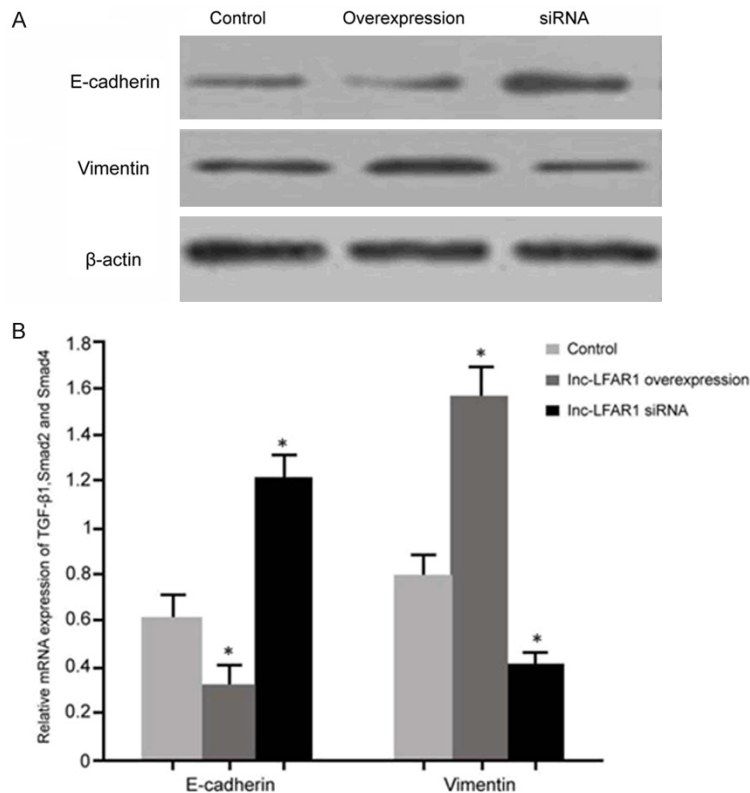 A
Control Overexpression siRNA
E-cadherin
Vimentin
β-actin
B
Relative mRNA expression of TGF-β1,Smad2 and Smad4
1.8
1.6
1.4
1.2
1
0.8
0.6
0.4
0.2
0
* * * *
Control
lnc-LFAR1 overexpression
lnc-LFAR1 siRNA
E-cadherin Vimentin